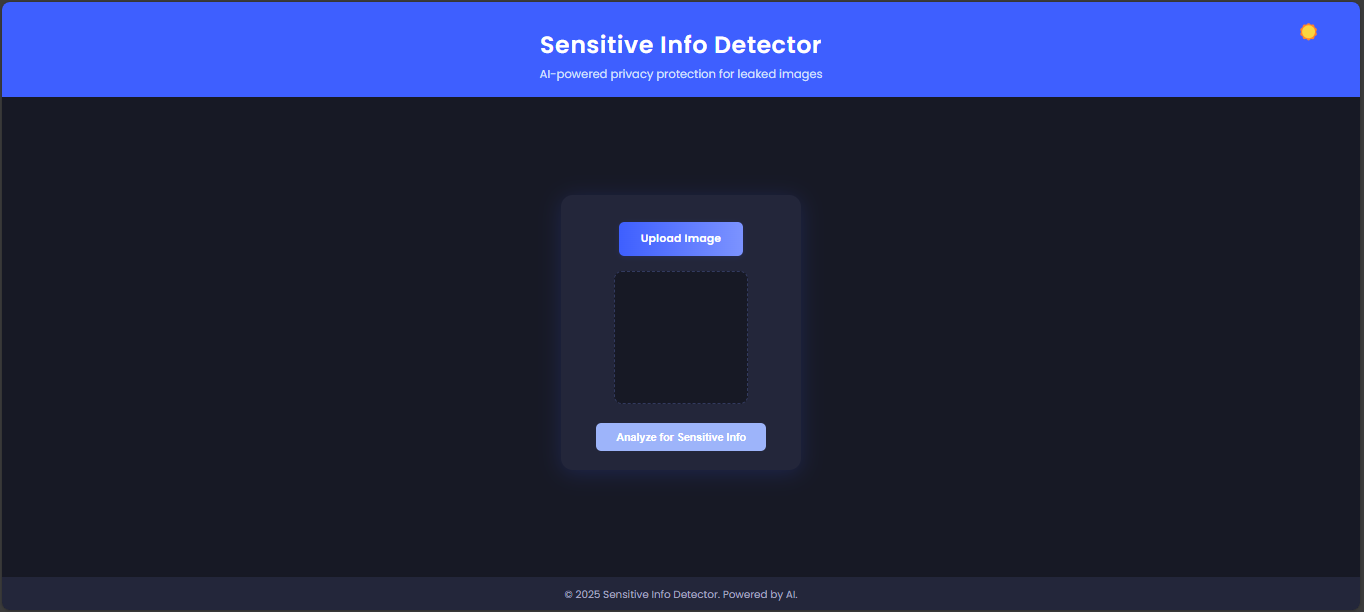 Sensitive Info Detector
AI-powered privacy protection for leaked images
Upload Image
Analyze for Sensitive Info
© 2025 Sensitive Info Detector. Powered by AI.